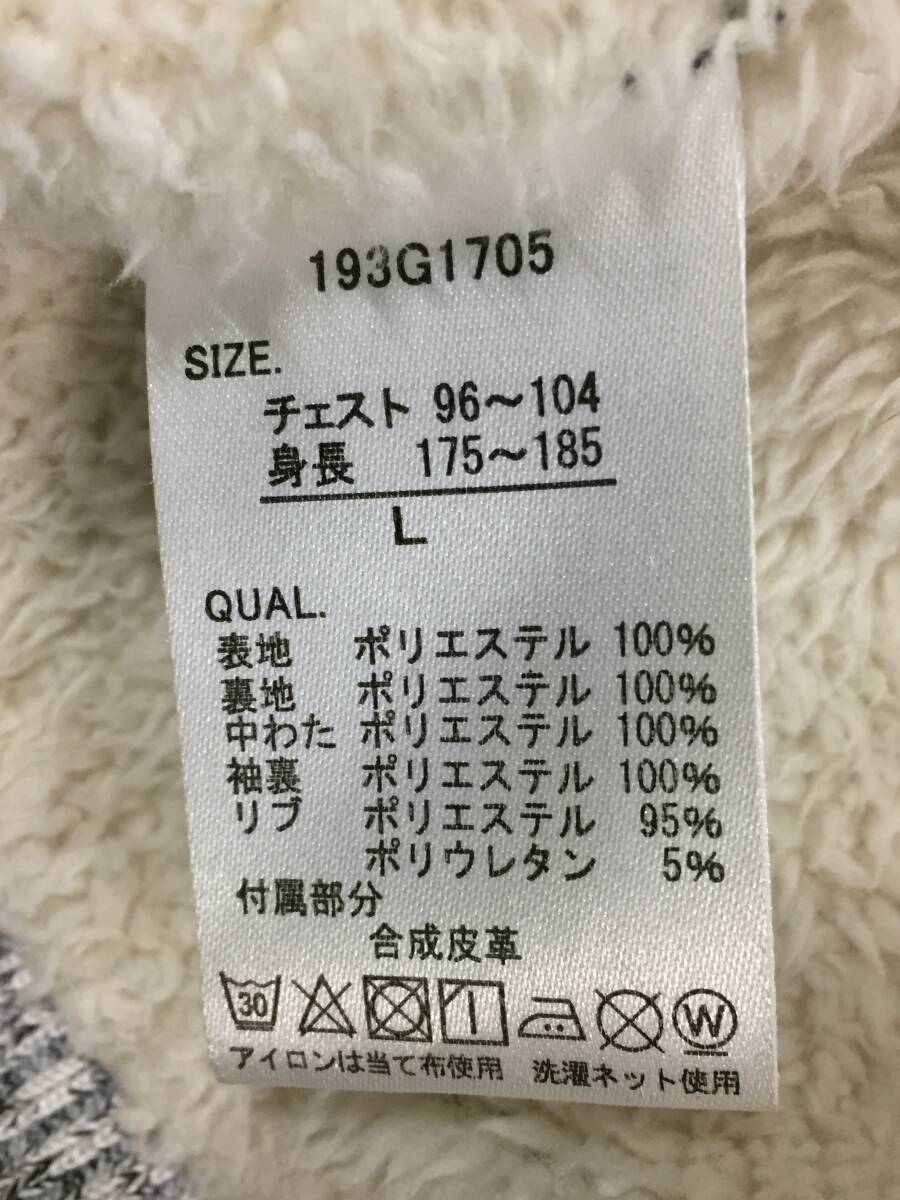 193G1705
SIZE.
チェスト 96～104
身長 175～185
L
QUAL.
表地 ポリエステル 100%
裏地 ポリエステル 100%
中わた ポリエステル 100%
袖裏 ポリエステル 100%
リブ ポリエステル 95%
ポリウレタン 5%
付属部分
合成皮革
30
W
アイロンは当て布使用 洗濯ネット使用